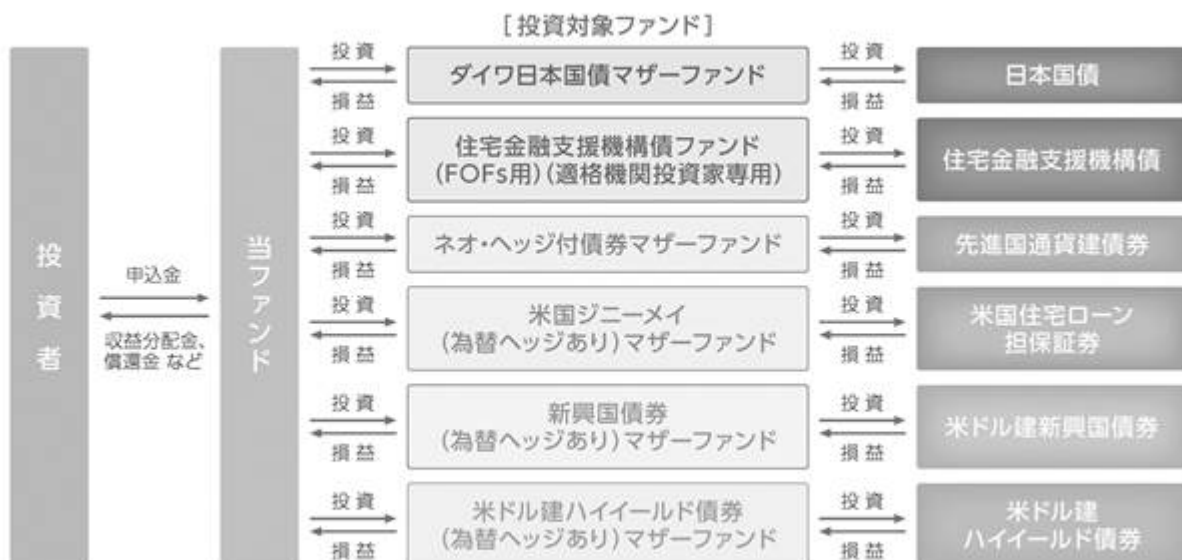 [投資対象ファンド]
投資者
申込金
収益分配金、
償還金 など
当ファンド
投資
損益
ダイワ日本国債マザーファンド
投資
損益
日本国債
投資
損益
住宅金融支援機構債ファンド
(FOFs用)(適格機関投資家専用)
投資
損益
住宅金融支援機構債
投資
損益
ネオ・ヘッジ付債券マザーファンド
投資
損益
先進国通貨建債券
投資
損益
米国ジニーメイ
(為替ヘッジあり)マザーファンド
投資
損益
米国住宅ローン
担保証券
投資
損益
新興国債券
(為替ヘッジあり)マザーファンド
投資
損益
米ドル建新興国債券
投資
損益
米ドル建ハイイールド債券
(為替ヘッジあり)マザーファンド
投資
損益
米ドル建
ハイイールド債券